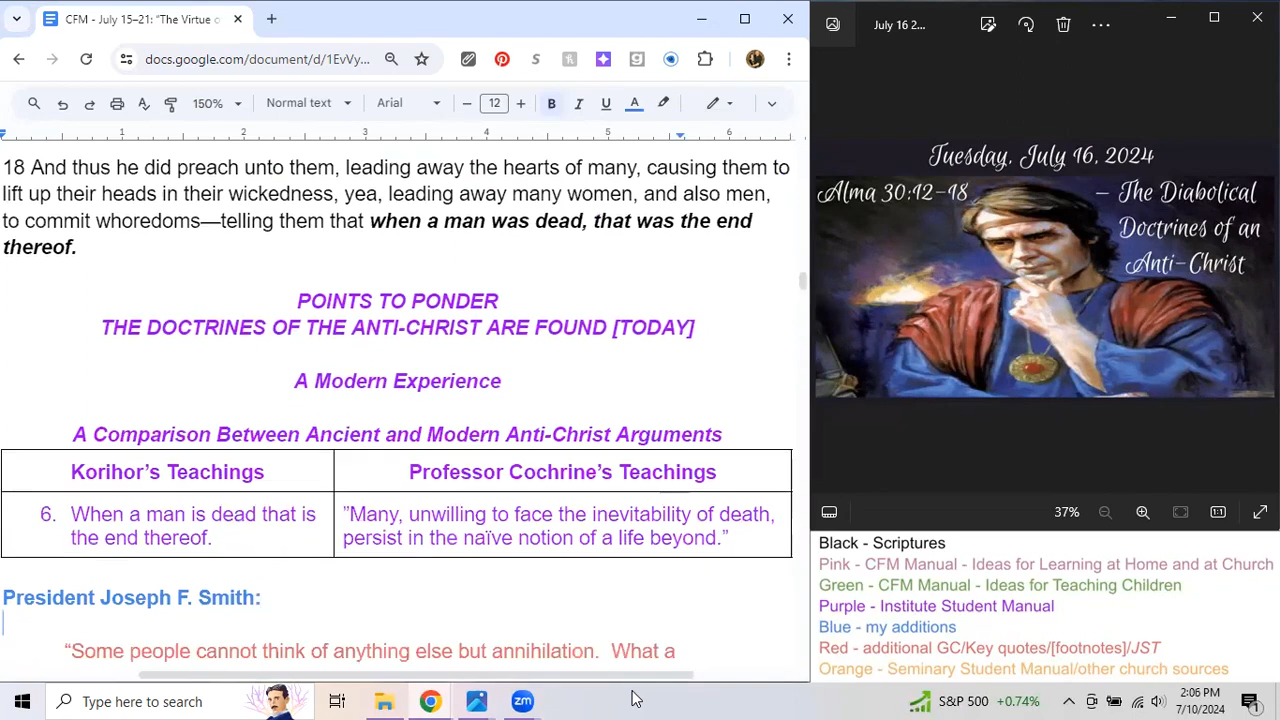 CFM - July 15–21: “The Virtue o
docs.google.com/document/d/1EvVy...
150%
Normal text
Arial
12
B
I
U
A
1
2
3
4
5
6
18 And thus he did preach unto them, leading away the hearts of many, causing them to
lift up their heads in their wickedness, yea, leading away many women, and also men,
to commit whoredoms—telling them that when a man was dead, that was the end
thereof.
POINTS TO PONDER
THE DOCTRINES OF THE ANTI-CHRIST ARE FOUND [TODAY]
A Modern Experience
A Comparison Between Ancient and Modern Anti-Christ Arguments
Korihor’s Teachings
Professor Cochrine’s Teachings
6. When a man is dead that is
the end thereof.
”Many, unwilling to face the inevitability of death,
persist in the naïve notion of a life beyond.”
President Joseph F. Smith:
“Some people cannot think of anything else but annihilation. What a
July 16 2...
Tuesday, July 16, 2024
Alma 30:12-18 – The Diabolical
Doctrines of an
Anti-Christ
37%
1:1
Black - Scriptures
Pink - CFM Manual - Ideas for Learning at Home and at Church
Green - CFM Manual - Ideas for Teaching Children
Purple - Institute Student Manual
Blue - my additions
Red - additional GC/Key quotes/[footnotes]/JST
Orange - Seminary Student Manual/other church sources
Type here to search
zm
S&P 500 +0.74%
2:06 PM
7/10/2024
1